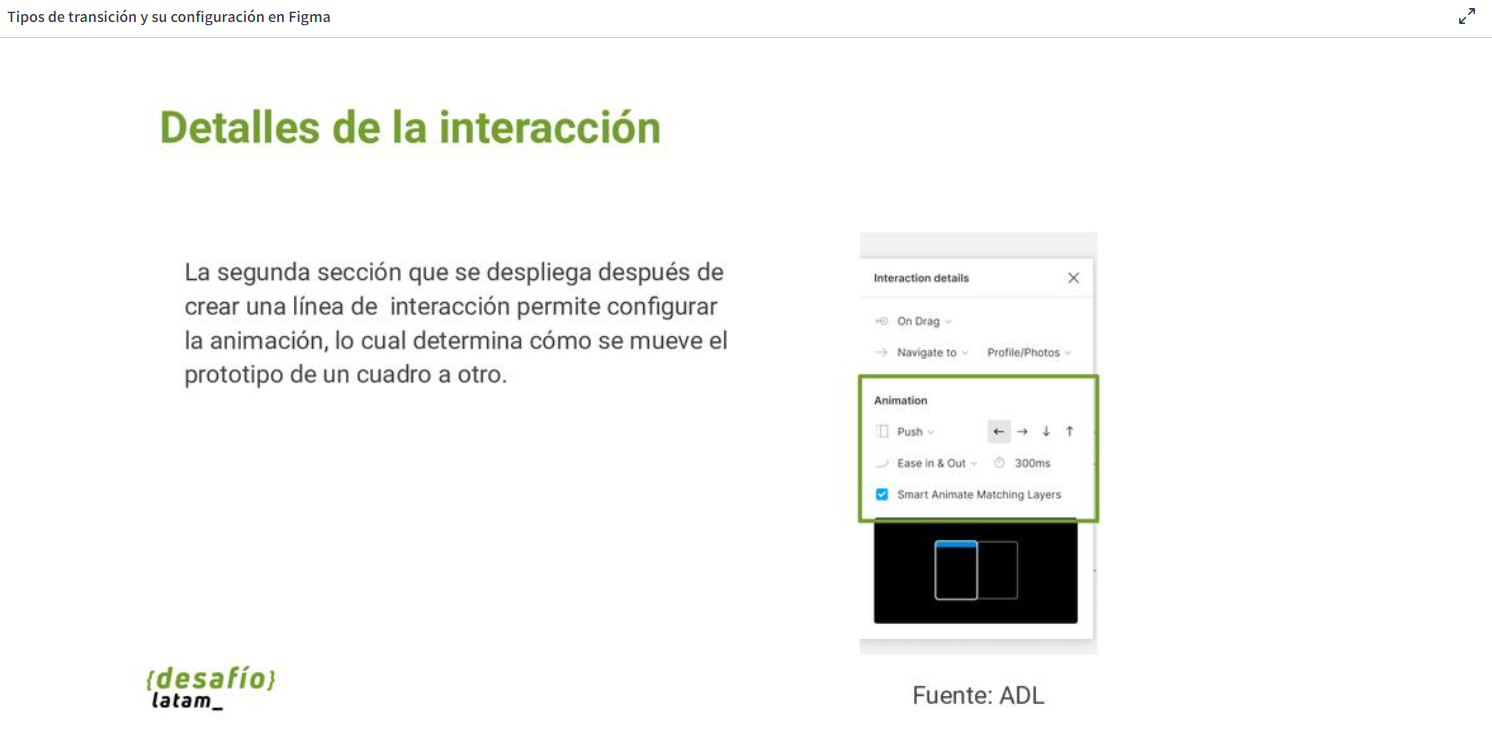 Tipos de transición y su configuración en Figma
Detalles de la interacción
La segunda sección que se despliega después de
crear una línea de interacción permite configurar
la animación, lo cual determina cómo se mueve el
prototipo de un cuadro a otro.
Interaction details
On Drag
Navigate to Profile/Photos
Animation
Push
Ease in & Out 300ms
Smart Animate Matching Layers
{desafío}
latam_
Fuente: ADL